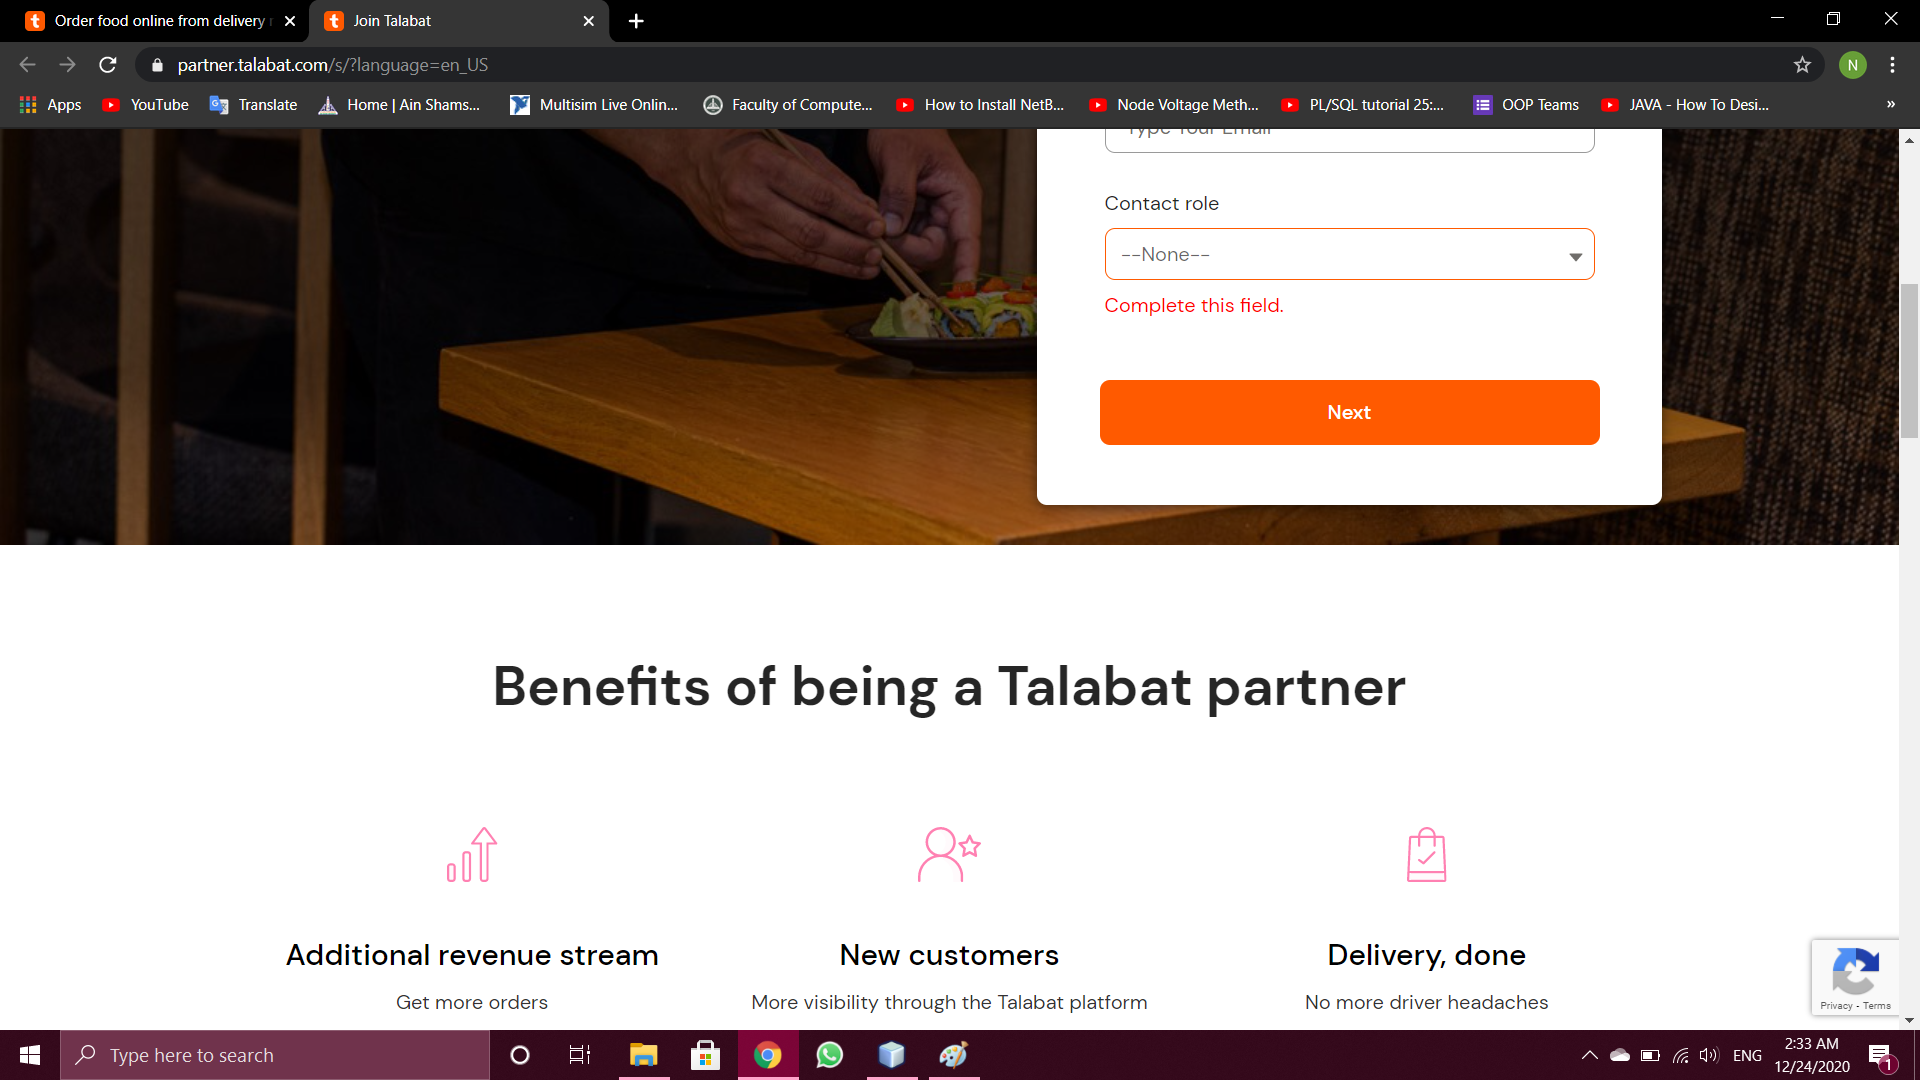 Order food online from delivery
Join Talabat
partner.talabat.com/s/?language=en_US
N
Apps
YouTube
Translate
Home | Ain Shams...
Multisim Live Onlin...
Faculty of Compute...
How to Install NetB...
Node Voltage Meth...
PL/SQL tutorial 25:...
OOP Teams
JAVA - How To Desi...
»
Type Your Email
Contact role
--None--
Complete this field.
Next
Benefits of being a Talabat partner
Additional revenue stream
New customers
Delivery, done
Get more orders
More visibility through the Talabat platform
No more driver headaches
Privacy - Terms
Type here to search
ENG
2:33 AM
12/24/2020
1